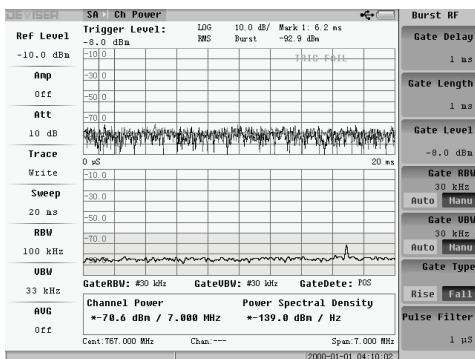 DEVISER SA Ch Power Burst RF
Ref Level
-10.0 dBm
Amp
Off
Att
10 dB
Trace
Write
Sweep
20 ms
RBW
100 kHz
VBW
33 kHz
AVG
Off
Trigger Level: LOG 10.0 dB/ Mark 1: 6.2 ms
-8.0 dBm RMS Burst -92.9 dBm
TRIG FAIL
-10.0
-30.0
-50.0
-70.0
0 µS 20 ms
-10.0
-30.0
-50.0
-70.0
GateRBW: #30 kHz GateVBW: #30 kHz GateDete: POS
Channel Power Power Spectral Density
*-70.6 dBm / 7.000 MHz *-139.0 dBm / Hz
Cent:767.000 MHz Chan:--- Span:7.000 MHz
2000-01-01 04:10:02
Gate Delay
1 ms
Gate Length
1 ms
Gate Level
-8.0 dBm
Gate RBW
30 kHz
Auto Manu
Gate VBW
30 kHz
Auto Manu
Gate Type
Rise Fall
Pulse Filter
1 µS